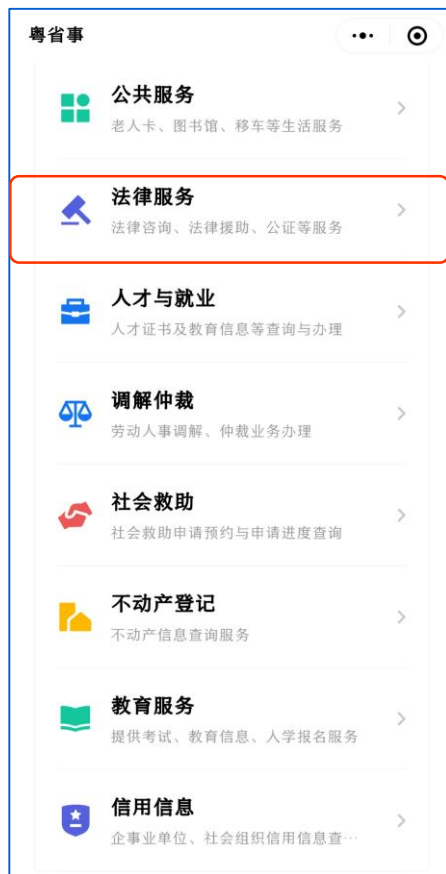 粤省事
公共服务
老人卡、图书馆、移车等生活服务
法律服务
法律咨询、法律援助、公证等服务
人才与就业
人才证书及教育信息等查询与办理
调解仲裁
劳动人事调解、仲裁业务办理
社会救助
社会救助申请预约与申请进度查询
不动产登记
不动产信息查询服务
教育服务
提供考试、教育信息、入学报名服务
信用信息
企事业单位、社会组织信用信息查…